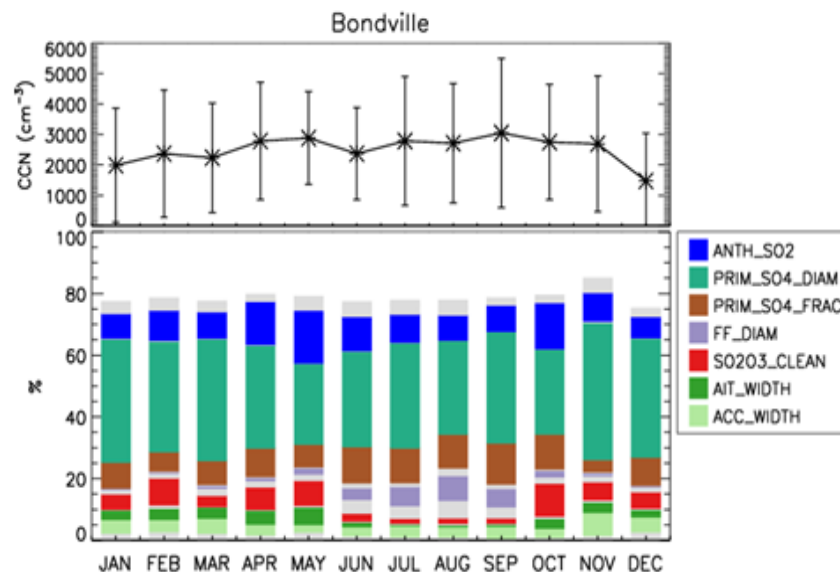 Bondville
6000
5000
4000
3000
2000
1000
0
CCN (cm⁻³)
100
80
60
40
20
0
%
JAN FEB MAR APR MAY JUN JUL AUG SEP OCT NOV DEC
ANTH_SO2
PRIM_SO4_DIAM
PRIM_SO4_FRAC
FF_DIAM
SO2O3_CLEAN
AIT_WIDTH
ACC_WIDTH